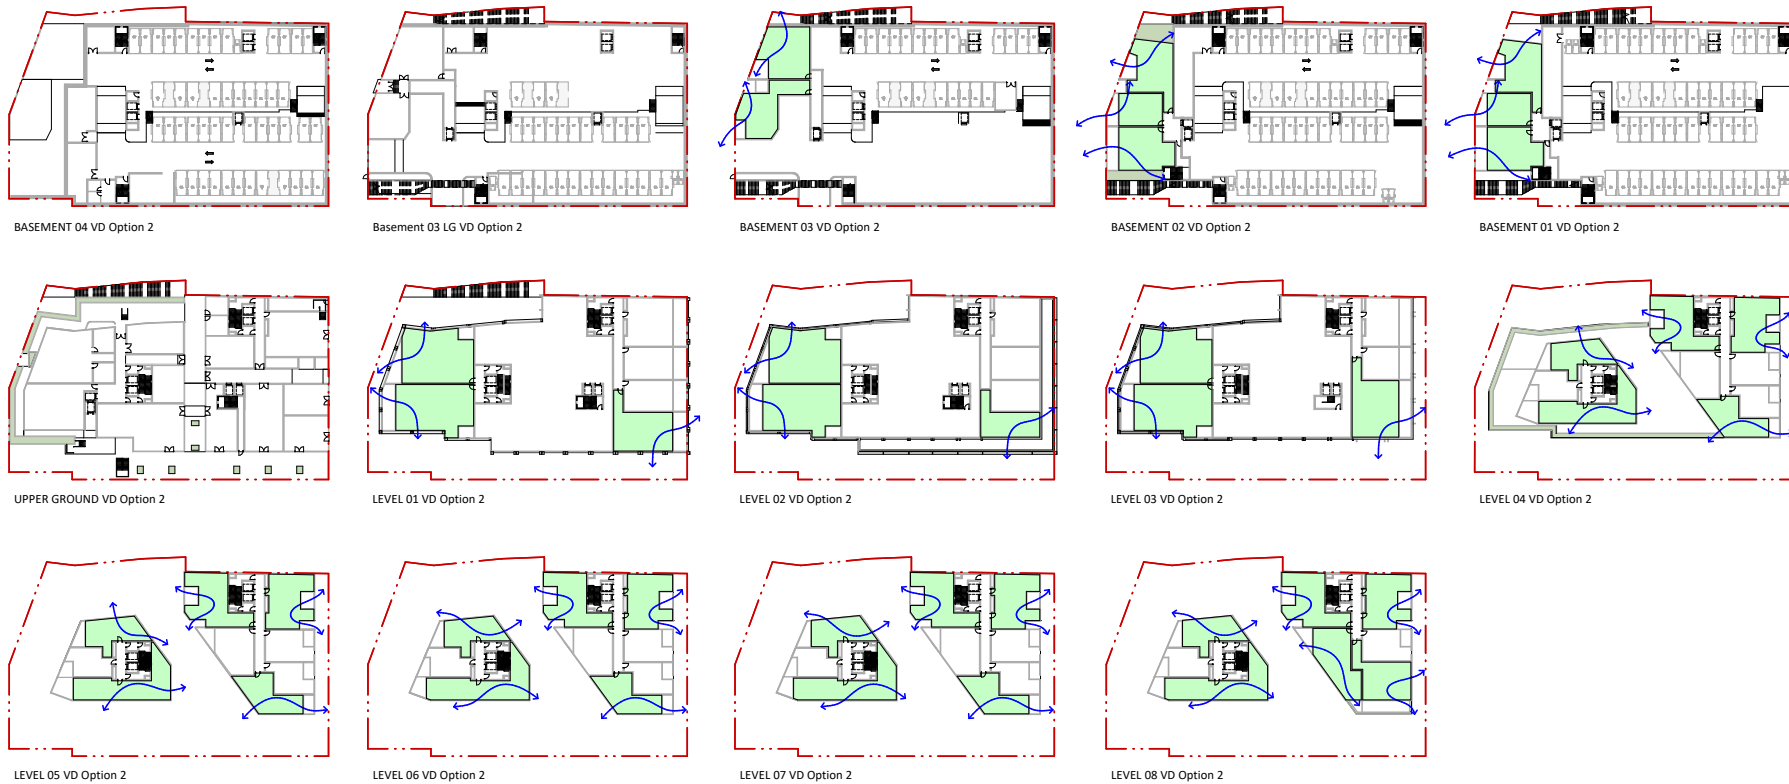 BASEMENT 04 VD Option 2
Basement 03 LG VD Option 2
BASEMENT 03 VD Option 2
BASEMENT 02 VD Option 2
BASEMENT 01 VD Option 2
UPPER GROUND VD Option 2
LEVEL 01 VD Option 2
LEVEL 02 VD Option 2
LEVEL 03 VD Option 2
LEVEL 04 VD Option 2
LEVEL 05 VD Option 2
LEVEL 06 VD Option 2
LEVEL 07 VD Option 2
LEVEL 08 VD Option 2